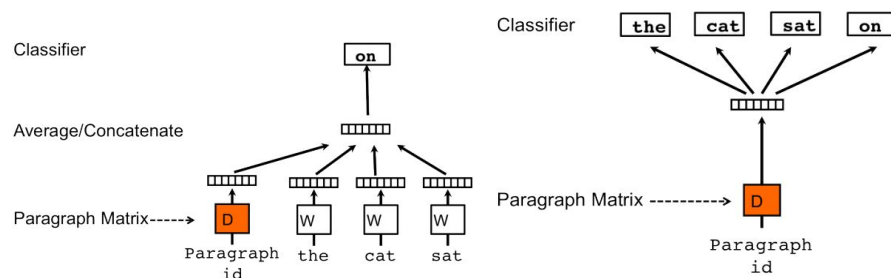 Classifier
on
Average/Concatenate
Paragraph Matrix
D W W W
Paragraph the cat sat
id
Classifier
the cat sat on
Paragraph Matrix
D
Paragraph
id